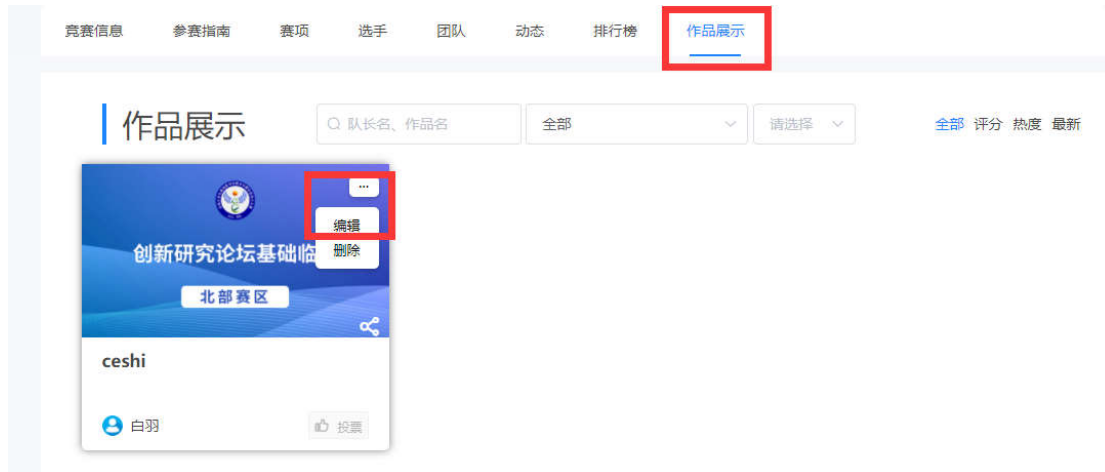 竞赛信息 参赛指南 赛项 选手 团队 动态 排行榜 作品展示
作品展示 队长名、作品名 全部 请选择 全部 评分 热度 最新
...
编辑
创新研究论坛基础临 删除
北部赛区
ceshi
白羽 投票